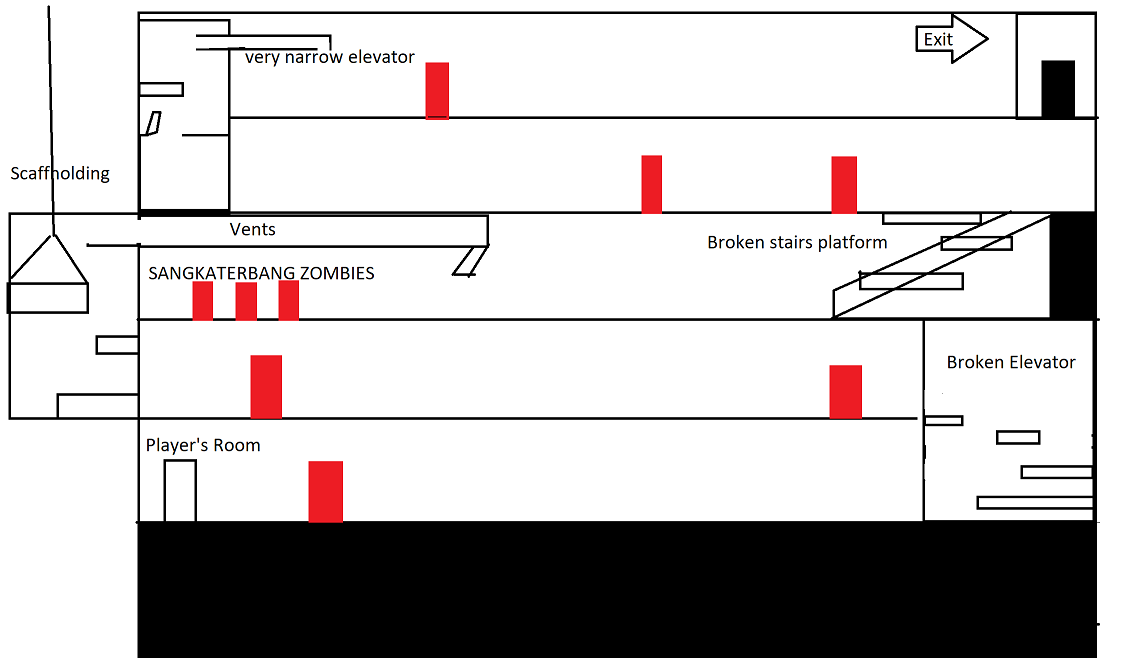 very narrow elevator
Exit
Scaffholding
Vents
Broken stairs platform
SANGKATERBANG ZOMBIES
Broken Elevator
Player's Room